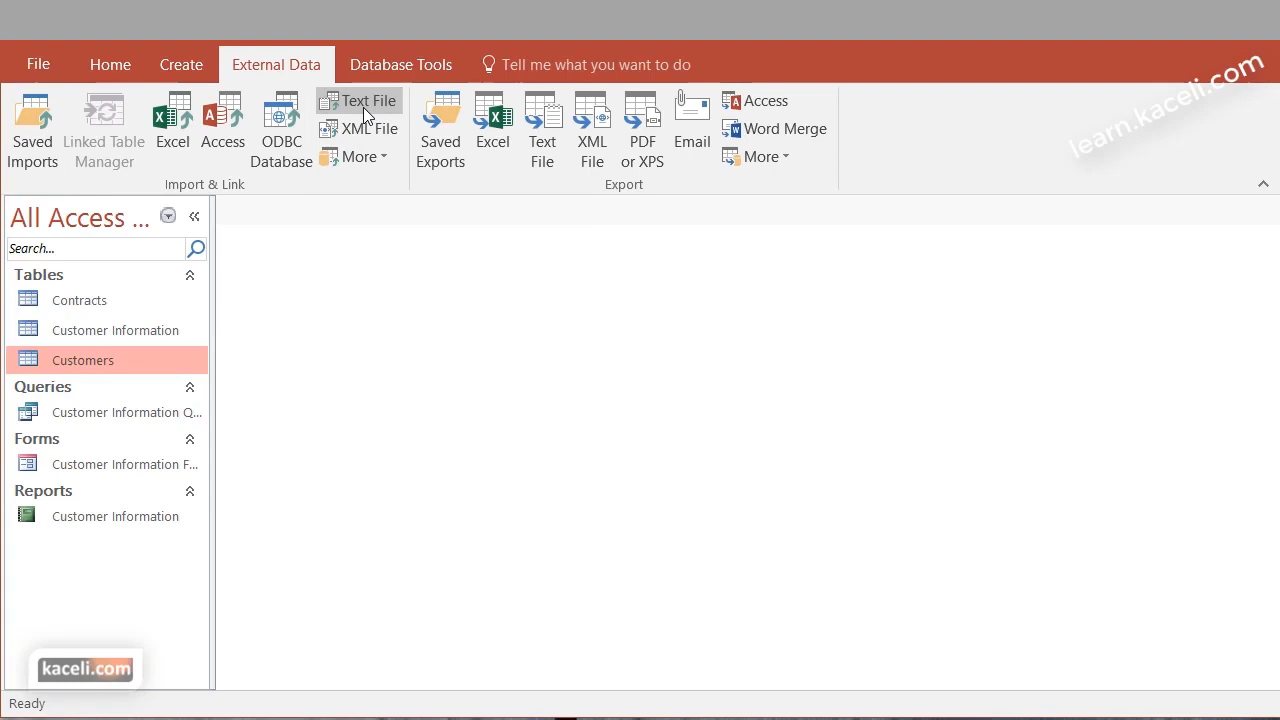 File Home Create External Data Database Tools Tell me what you want to do
learn.kaceli.com
Saved Imports
Linked Table Manager
Excel
Access
ODBC Database
Text File
XML File
More
Import & Link
Saved Exports
Excel
Text File
XML File
PDF or XPS
Email
Access
Word Merge
More
Export
All Access ...
Search...
Tables
Contracts
Customer Information
Customers
Queries
Customer Information Q...
Forms
Customer Information F...
Reports
Customer Information
kaceli.com
Ready